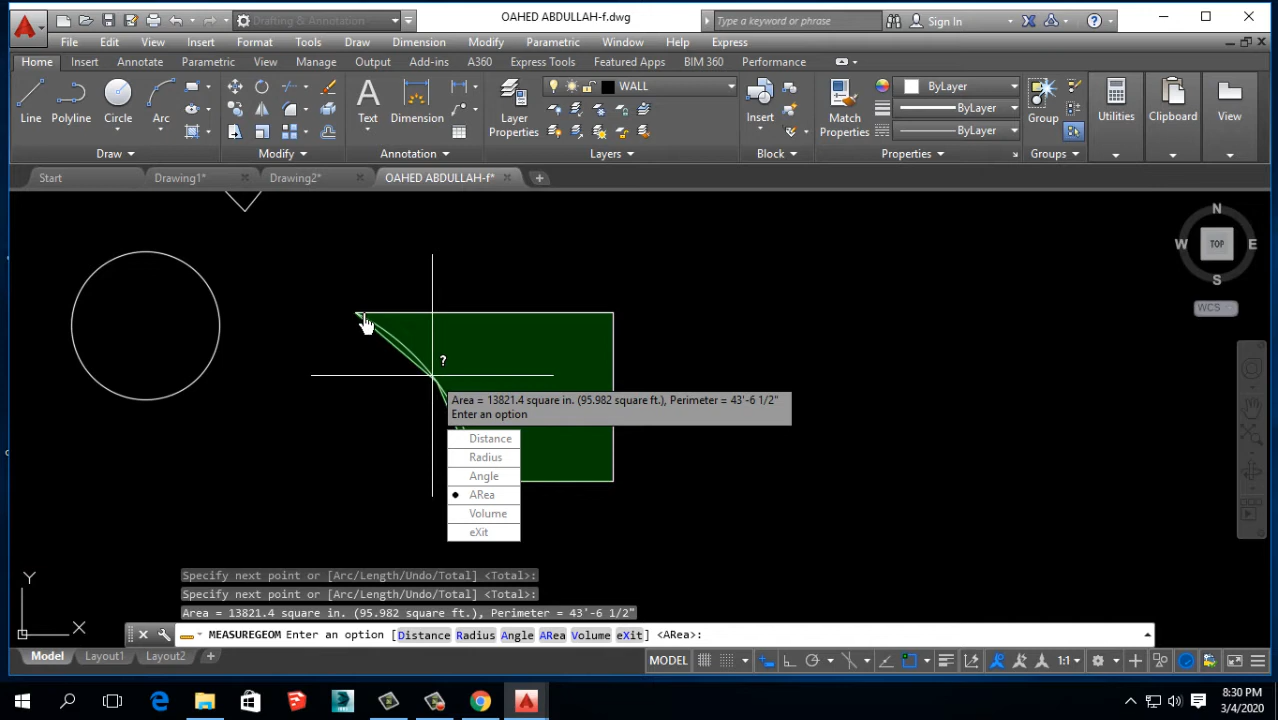 Drafting & Annotation
OAHED ABDULLAH-f.dwg
Type a keyword or phrase
Sign In
File Edit View Insert Format Tools Draw Dimension Modify Parametric Window Help Express
Home Insert Annotate Parametric View Manage Output Add-ins A360 Express Tools Featured Apps BIM 360 Performance
WALL
ByLayer
ByLayer
ByLayer
Line Polyline Circle Arc Text Dimension Layer Properties Insert Match Properties Group Utilities Clipboard View
Draw Modify Annotation Layers Block Properties Groups
Start Drawing1* Drawing2* OAHED ABDULLAH-f*
N
W TOP E
S
WCS
?
Area = 13821.4 square in. (95.982 square ft.), Perimeter = 43'-6 1/2"
Enter an option
Distance
Radius
Angle
ARea
Volume
eXit
Y
X
Specify next point or [Arc/Length/Undo/Total] <Total>:
Specify next point or [Arc/Length/Undo/Total] <Total>:
Area = 13821.4 square in. (95.982 square ft.), Perimeter = 43'-6 1/2"
MEASUREGEOM Enter an option [Distance Radius Angle ARea Volume eXit] <ARea>:
Model Layout1 Layout2
MODEL 1:1
8:30 PM
3/4/2020